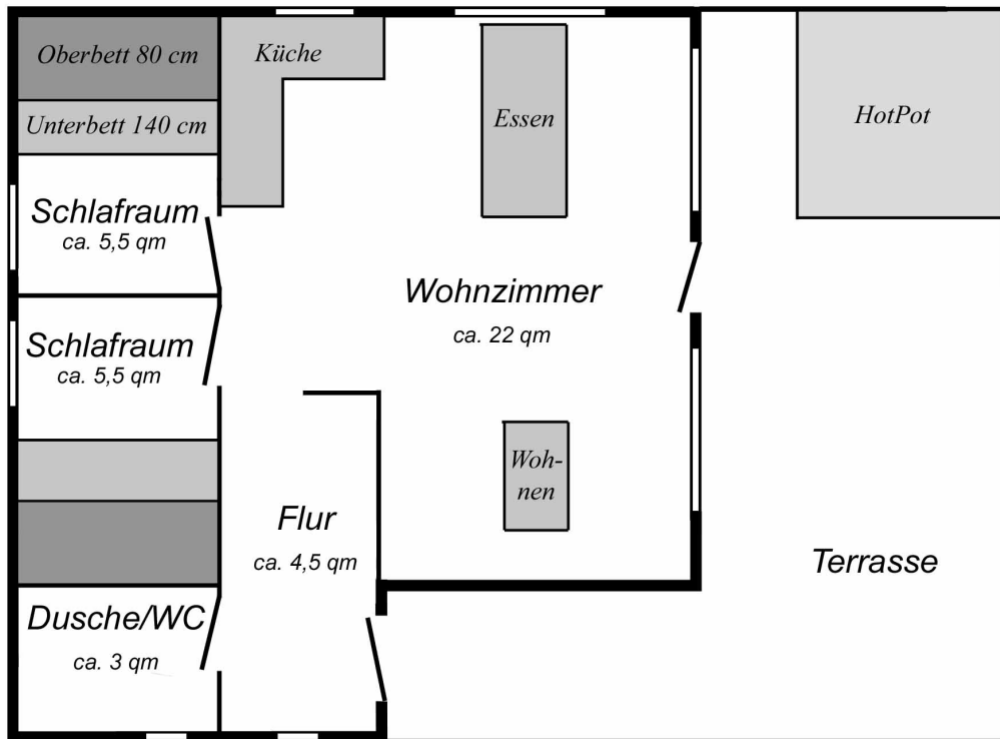 Oberbett 80 cm
Unterbett 140 cm
Schlafraum
ca. 5,5 qm
Schlafraum
ca. 5,5 qm
Dusche/WC
ca. 3 qm
Küche
Essen
Wohnzimmer
ca. 22 qm
Woh-
nen
Flur
ca. 4,5 qm
HotPot
Terrasse